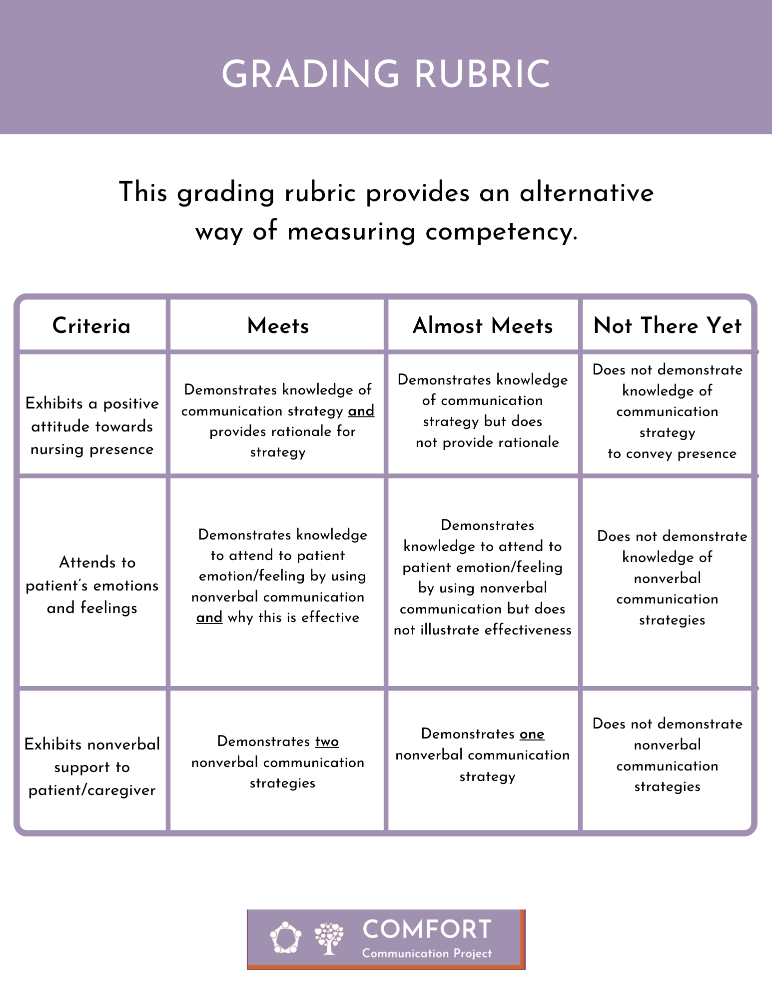 GRADING RUBRIC
This grading rubric provides an alternative
way of measuring competency.
Criteria
Meets
Almost Meets
Not There Yet
Exhibits a positive
attitude towards
nursing presence
Demonstrates knowledge of
communication strategy and
provides rationale for
strategy
Demonstrates knowledge
of communication
strategy but does
not provide rationale
Does not demonstrate
knowledge of
communication
strategy
to convey presence
Attends to
patient’s emotions
and feelings
Demonstrates knowledge
to attend to patient
emotion/feeling by using
nonverbal communication
and why this is effective
Demonstrates
knowledge to attend to
patient emotion/feeling
by using nonverbal
communication but does
not illustrate effectiveness
Does not demonstrate
knowledge of
nonverbal
communication
strategies
Exhibits nonverbal
support to
patient/caregiver
Demonstrates two
nonverbal communication
strategies
Demonstrates one
nonverbal communication
strategy
Does not demonstrate
nonverbal
communication
strategies
COMFORT
Communication Project